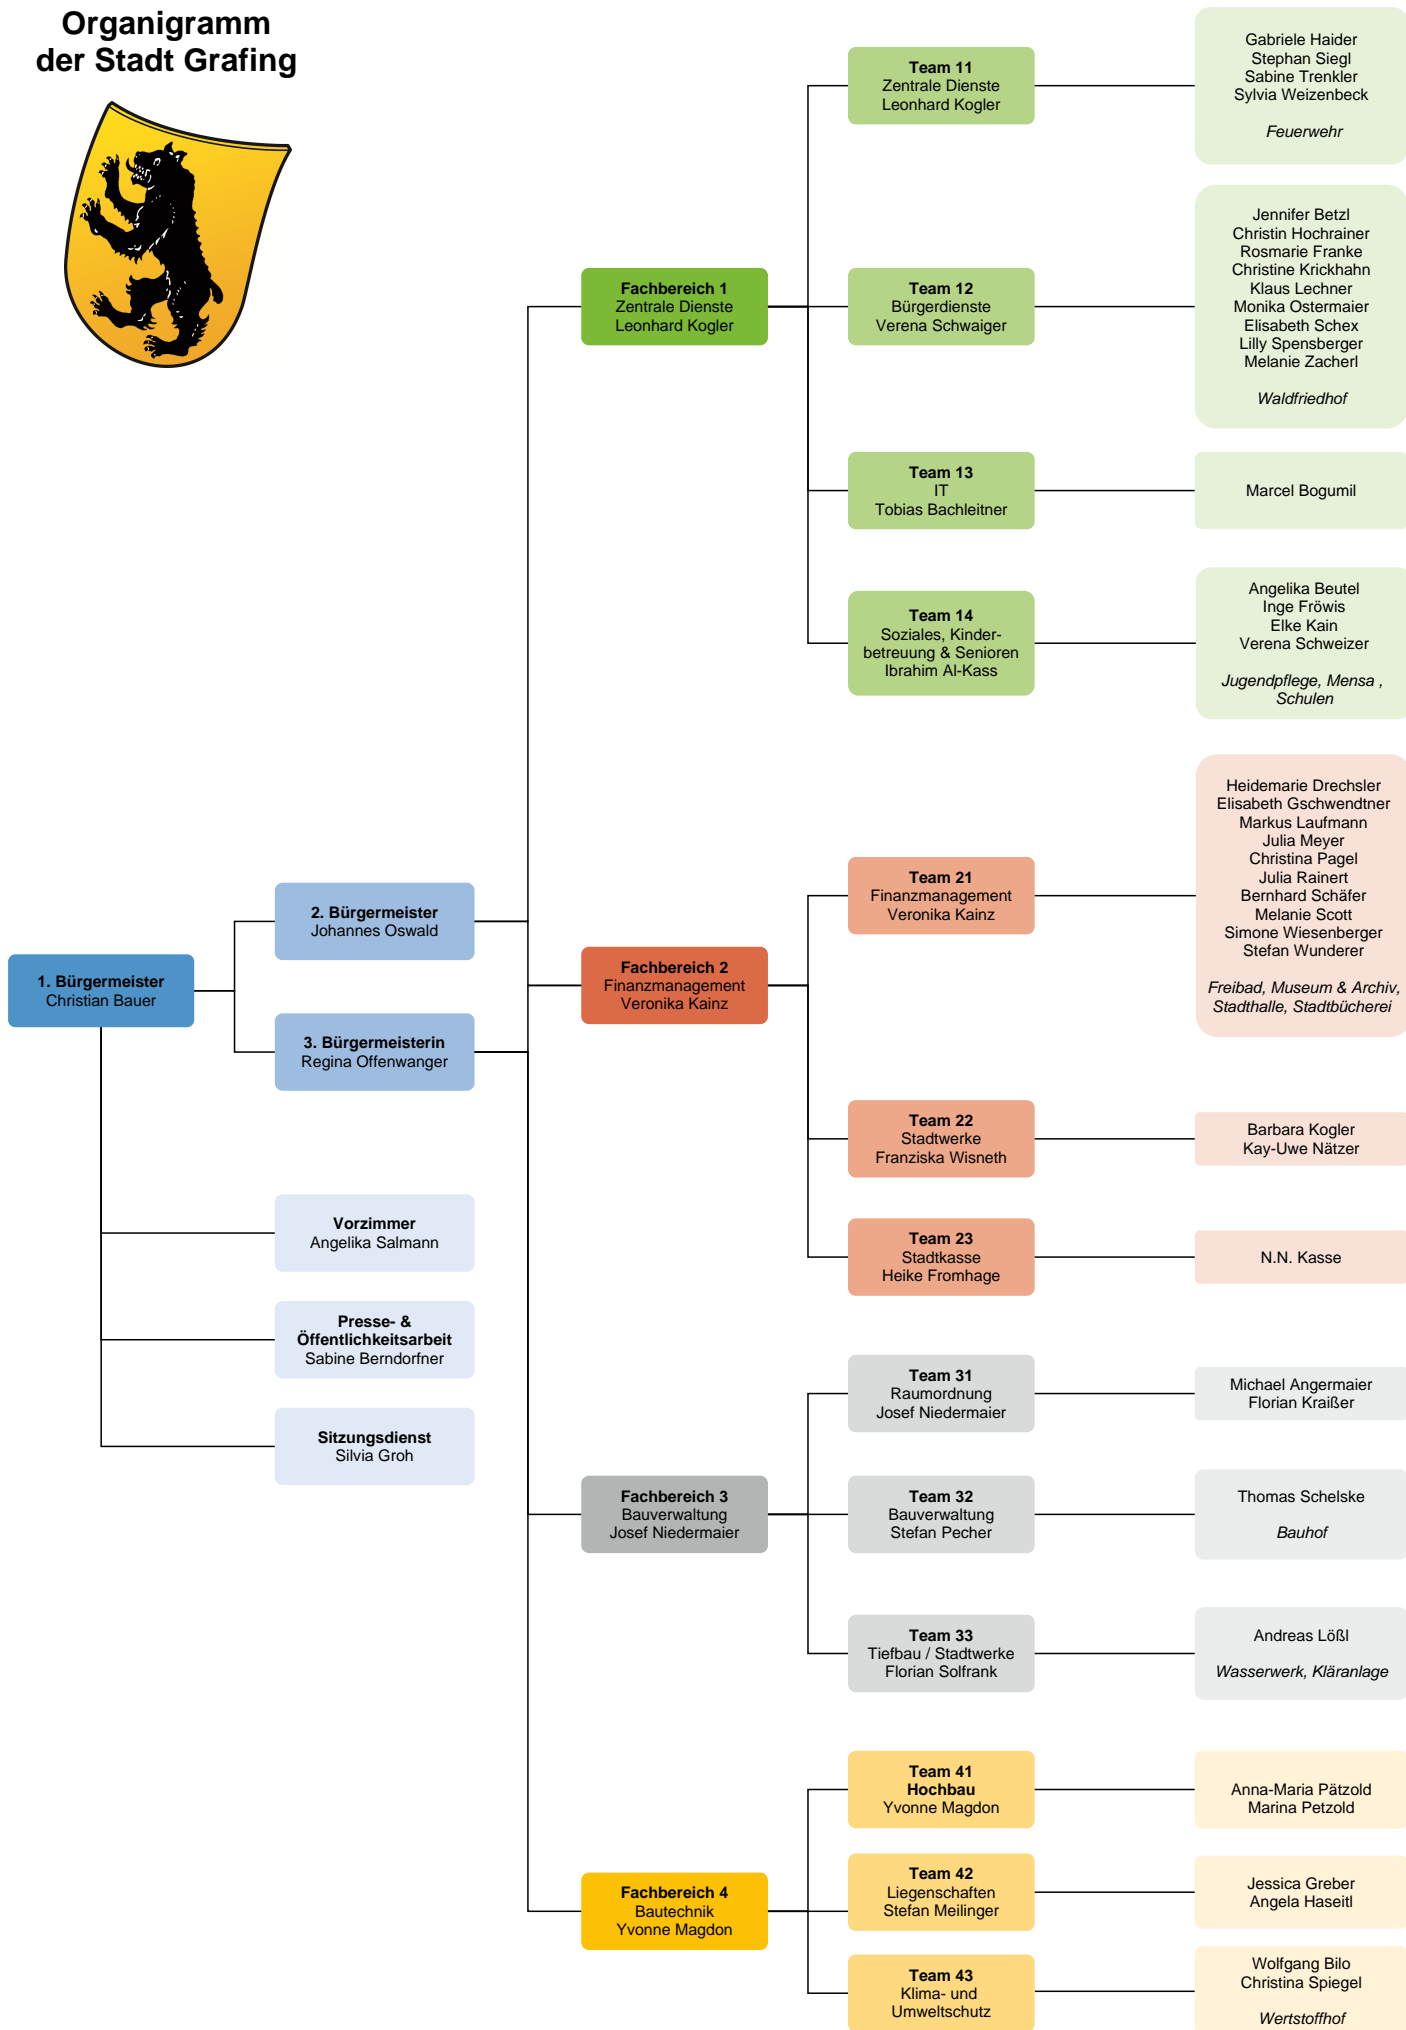 Organigramm
der Stadt Grafing
1. Bürgermeister
Christian Bauer
2. Bürgermeister
Johannes Oswald
3. Bürgermeisterin
Regina Offenwanger
Vorzimmer
Angelika Salmann
Presse- &
Öffentlichkeitsarbeit
Sabine Berndorfner
Sitzungsdienst
Silvia Groh
Fachbereich 1
Zentrale Dienste
Leonhard Kogler
Team 11
Zentrale Dienste
Leonhard Kogler
Gabriele Haider
Stephan Siegl
Sabine Trenkler
Sylvia Weizenbeck
Feuerwehr
Team 12
Bürgerdienste
Verena Schwaiger
Jennifer Betzl
Christin Hochrainer
Rosmarie Franke
Christine Krickhahn
Klaus Lechner
Monika Ostermaier
Elisabeth Schex
Lilly Spensberger
Melanie Zacherl
Waldfriedhof
Team 13
IT
Tobias Bachleitner
Marcel Bogumil
Team 14
Soziales, Kinder-
betreuung & Senioren
Ibrahim Al-Kass
Angelika Beutel
Inge Fröwis
Elke Kain
Verena Schweizer
Jugendpflege, Mensa ,
Schulen
Fachbereich 2
Finanzmanagement
Veronika Kainz
Team 21
Finanzmanagement
Veronika Kainz
Heidemarie Drechsler
Elisabeth Gschwendtner
Markus Laufmann
Julia Meyer
Christina Pagel
Julia Rainert
Bernhard Schäfer
Melanie Scott
Simone Wiesenberger
Stefan Wunderer
Freibad, Museum & Archiv,
Stadthalle, Stadtbücherei
Team 22
Stadtwerke
Franziska Wisneth
Barbara Kogler
Kay-Uwe Nätzer
Team 23
Stadtkasse
Heike Fromhage
N.N. Kasse
Fachbereich 3
Bauverwaltung
Josef Niedermaier
Team 31
Raumordnung
Josef Niedermaier
Michael Angermaier
Florian Kraißer
Team 32
Bauverwaltung
Stefan Pecher
Thomas Schelske
Bauhof
Team 33
Tiefbau / Stadtwerke
Florian Solfrank
Andreas Lößl
Wasserwerk, Kläranlage
Fachbereich 4
Bautechnik
Yvonne Magdon
Team 41
Hochbau
Yvonne Magdon
Anna-Maria Pätzold
Marina Petzold
Team 42
Liegenschaften
Stefan Meilinger
Jessica Greber
Angela Haseitl
Team 43
Klima- und
Umweltschutz
Wolfgang Bilo
Christina Spiegel
Wertstoffhof